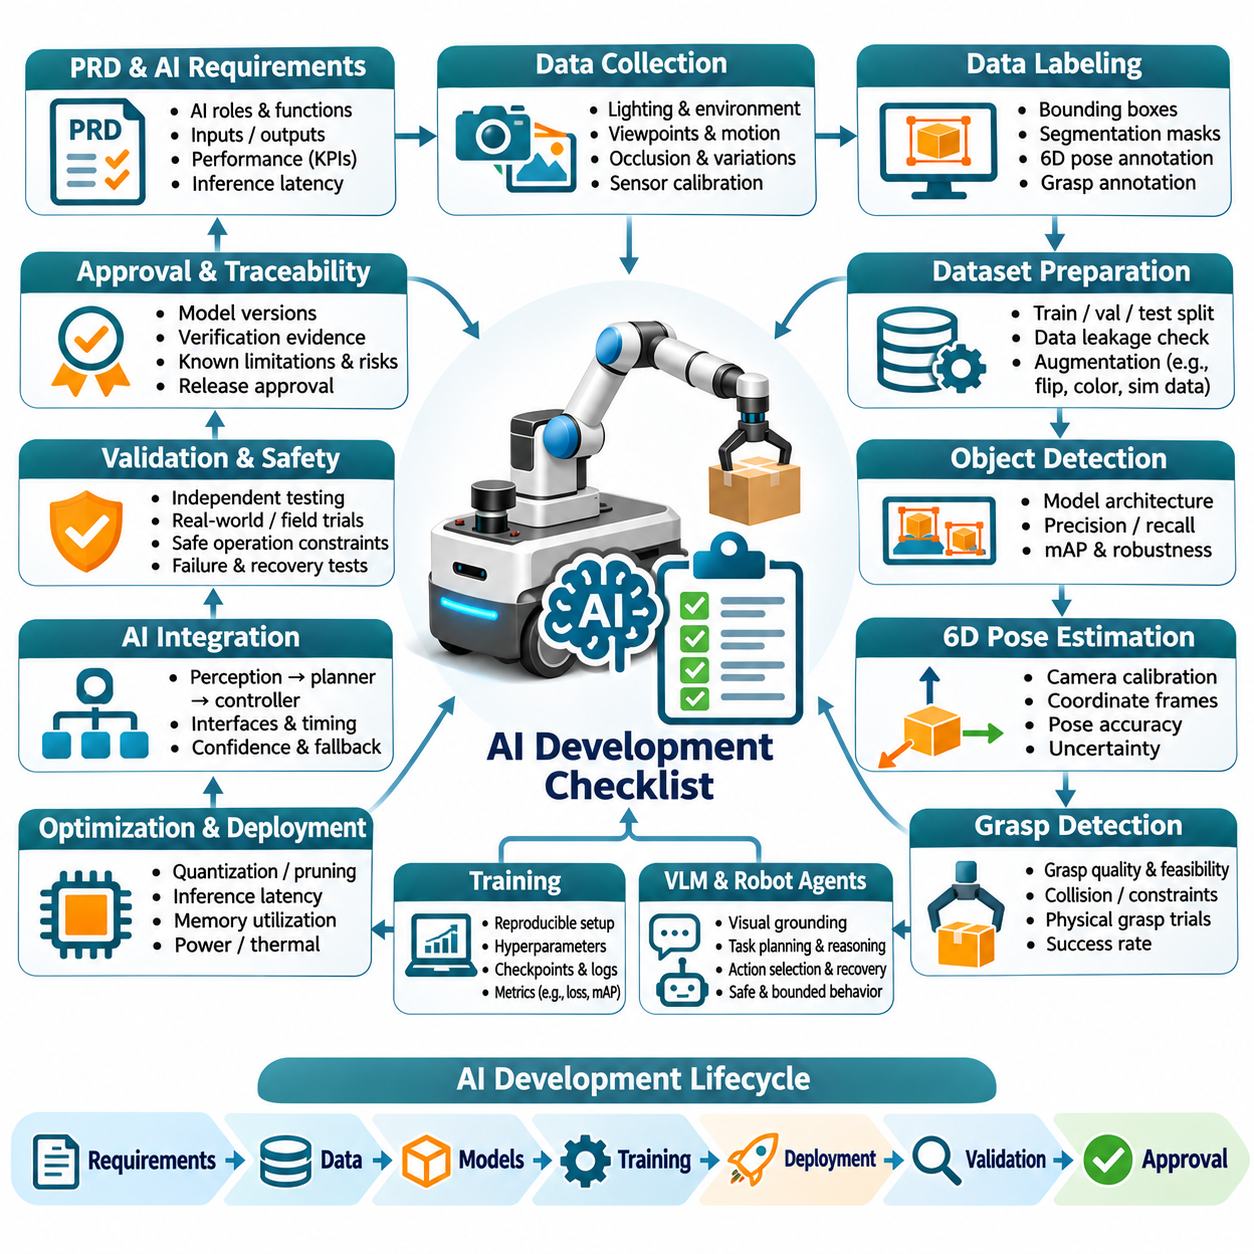 PRD & AI Requirements
PRD
• AI roles & functions
• Inputs / outputs
• Performance (KPIs)
• Inference latency
Data Collection
• Lighting & environment
• Viewpoints & motion
• Occlusion & variations
• Sensor calibration
Data Labeling
• Bounding boxes
• Segmentation masks
• 6D pose annotation
• Grasp annotation
Approval & Traceability
• Model versions
• Verification evidence
• Known limitations & risks
• Release approval
Dataset Preparation
• Train / val / test split
• Data leakage check
• Augmentation (e.g.,
flip, color, sim data)
Validation & Safety
• Independent testing
• Real-world / field trials
• Safe operation constraints
• Failure & recovery tests
Object Detection
• Model architecture
• Precision / recall
• mAP & robustness
AI Integration
• Perception → planner
→ controller
• Interfaces & timing
• Confidence & fallback
6D Pose Estimation
• Camera calibration
• Coordinate frames
• Pose accuracy
• Uncertainty
AI
AI Development
Checklist
Optimization & Deployment
• Quantization / pruning
• Inference latency
• Memory utilization
• Power / thermal
Training
• Reproducible setup
• Hyperparameters
• Checkpoints & logs
• Metrics (e.g., loss, mAP)
VLM & Robot Agents
• Visual grounding
• Task planning & reasoning
• Action selection & recovery
• Safe & bounded behavior
Grasp Detection
• Grasp quality & feasibility
• Collision / constraints
• Physical grasp trials
• Success rate
AI Development Lifecycle
Requirements
Data
Models
Training
Deployment
Validation
Approval